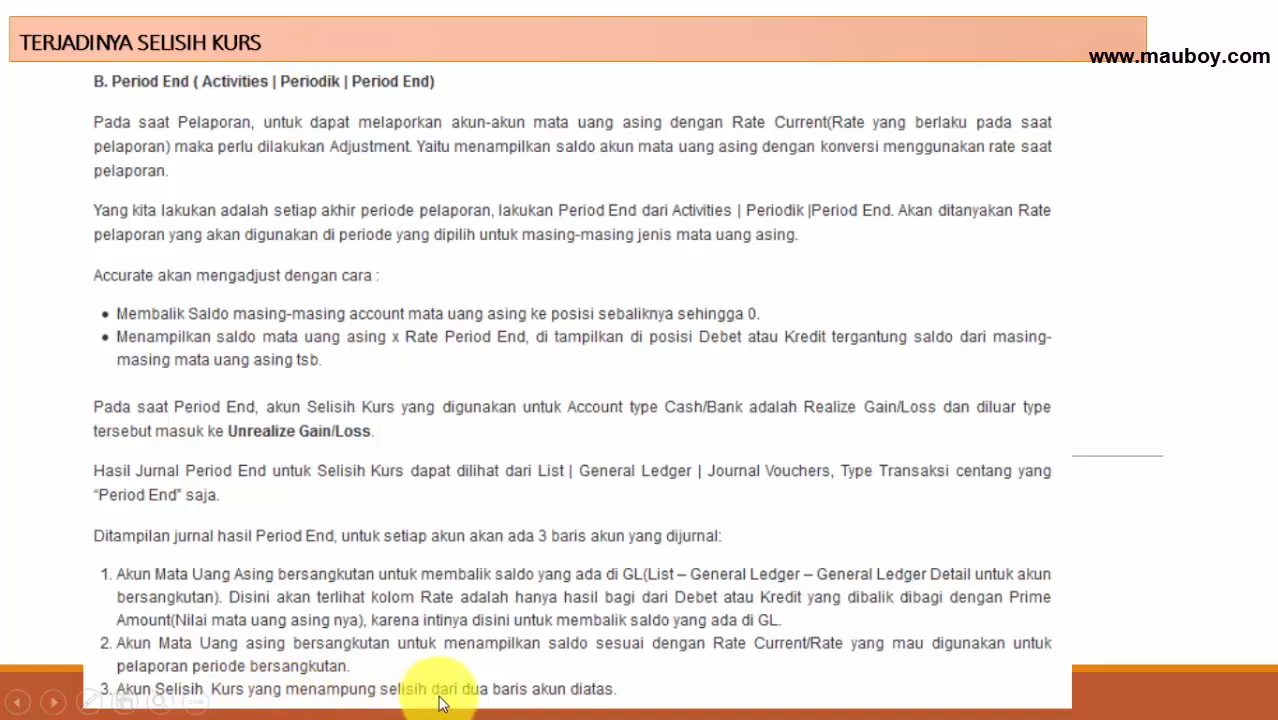 TERJADINYA SELISIH KURS
www.mauboy.com
B. Period End ( Activities | Periodik | Period End)
Pada saat Pelaporan, untuk dapat melaporkan akun-akun mata uang asing dengan Rate Current(Rate yang berlaku pada saat
pelaporan) maka perlu dilakukan Adjustment. Yaitu menampilkan saldo akun mata uang asing dengan konversi menggunakan rate saat
pelaporan.
Yang kita lakukan adalah setiap akhir periode pelaporan, lakukan Period End dari Activities | Periodik |Period End. Akan ditanyakan Rate
pelaporan yang akan digunakan di periode yang dipilih untuk masing-masing jenis mata uang asing.
Accurate akan mengadjust dengan cara :
• Membalik Saldo masing-masing account mata uang asing ke posisi sebaliknya sehingga 0.
• Menampilkan saldo mata uang asing x Rate Period End, di tampilkan di posisi Debet atau Kredit tergantung saldo dari masing-
masing mata uang asing tsb.
Pada saat Period End, akun Selisih Kurs yang digunakan untuk Account type Cash/Bank adalah Realize Gain/Loss dan diluar type
tersebut masuk ke Unrealize Gain/Loss.
Hasil Jurnal Period End untuk Selisih Kurs dapat dilihat dari List | General Ledger | Journal Vouchers, Type Transaksi centang yang
“Period End” saja.
Ditampilan jurnal hasil Period End, untuk setiap akun akan ada 3 baris akun yang dijurnal:
1. Akun Mata Uang Asing bersangkutan untuk membalik saldo yang ada di GL(List – General Ledger – General Ledger Detail untuk akun
bersangkutan). Disini akan terlihat kolom Rate adalah hanya hasil bagi dari Debet atau Kredit yang dibalik dibagi dengan Prime
Amount(Nilai mata uang asing nya), karena intinya disini untuk membalik saldo yang ada di GL.
2. Akun Mata Uang asing bersangkutan untuk menampilkan saldo sesuai dengan Rate Current/Rate yang mau digunakan untuk
pelaporan periode bersangkutan.
3. Akun Selisih Kurs yang menampung selisih dari dua baris akun diatas.